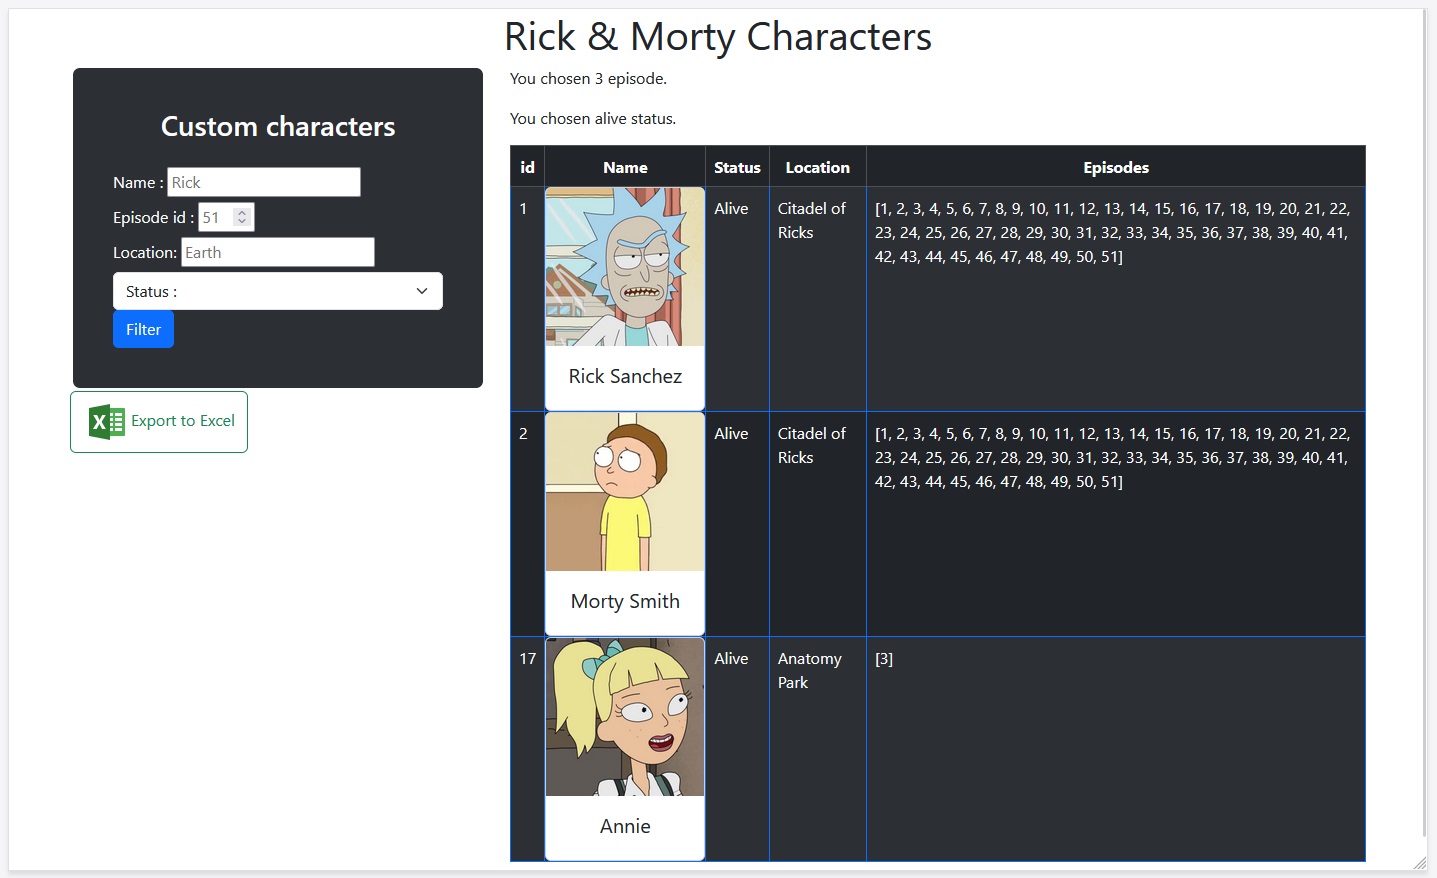 Rick & Morty Characters
Custom characters
Name : Rick
Episode id : 51
Location: Earth
Status :
Filter
X Export to Excel
You chosen 3 episode.
You chosen alive status.
id Name Status Location Episodes
1 Alive Citadel of [1, 2, 3, 4, 5, 6, 7, 8, 9, 10, 11, 12, 13, 14, 15, 16, 17, 18, 19, 20, 21, 22,
Ricks 23, 24, 25, 26, 27, 28, 29, 30, 31, 32, 33, 34, 35, 36, 37, 38, 39, 40, 41,
42, 43, 44, 45, 46, 47, 48, 49, 50, 51]
Rick Sanchez
2 Alive Citadel of [1, 2, 3, 4, 5, 6, 7, 8, 9, 10, 11, 12, 13, 14, 15, 16, 17, 18, 19, 20, 21, 22,
Ricks 23, 24, 25, 26, 27, 28, 29, 30, 31, 32, 33, 34, 35, 36, 37, 38, 39, 40, 41,
42, 43, 44, 45, 46, 47, 48, 49, 50, 51]
Morty Smith
17 Alive Anatomy [3]
Park
Annie